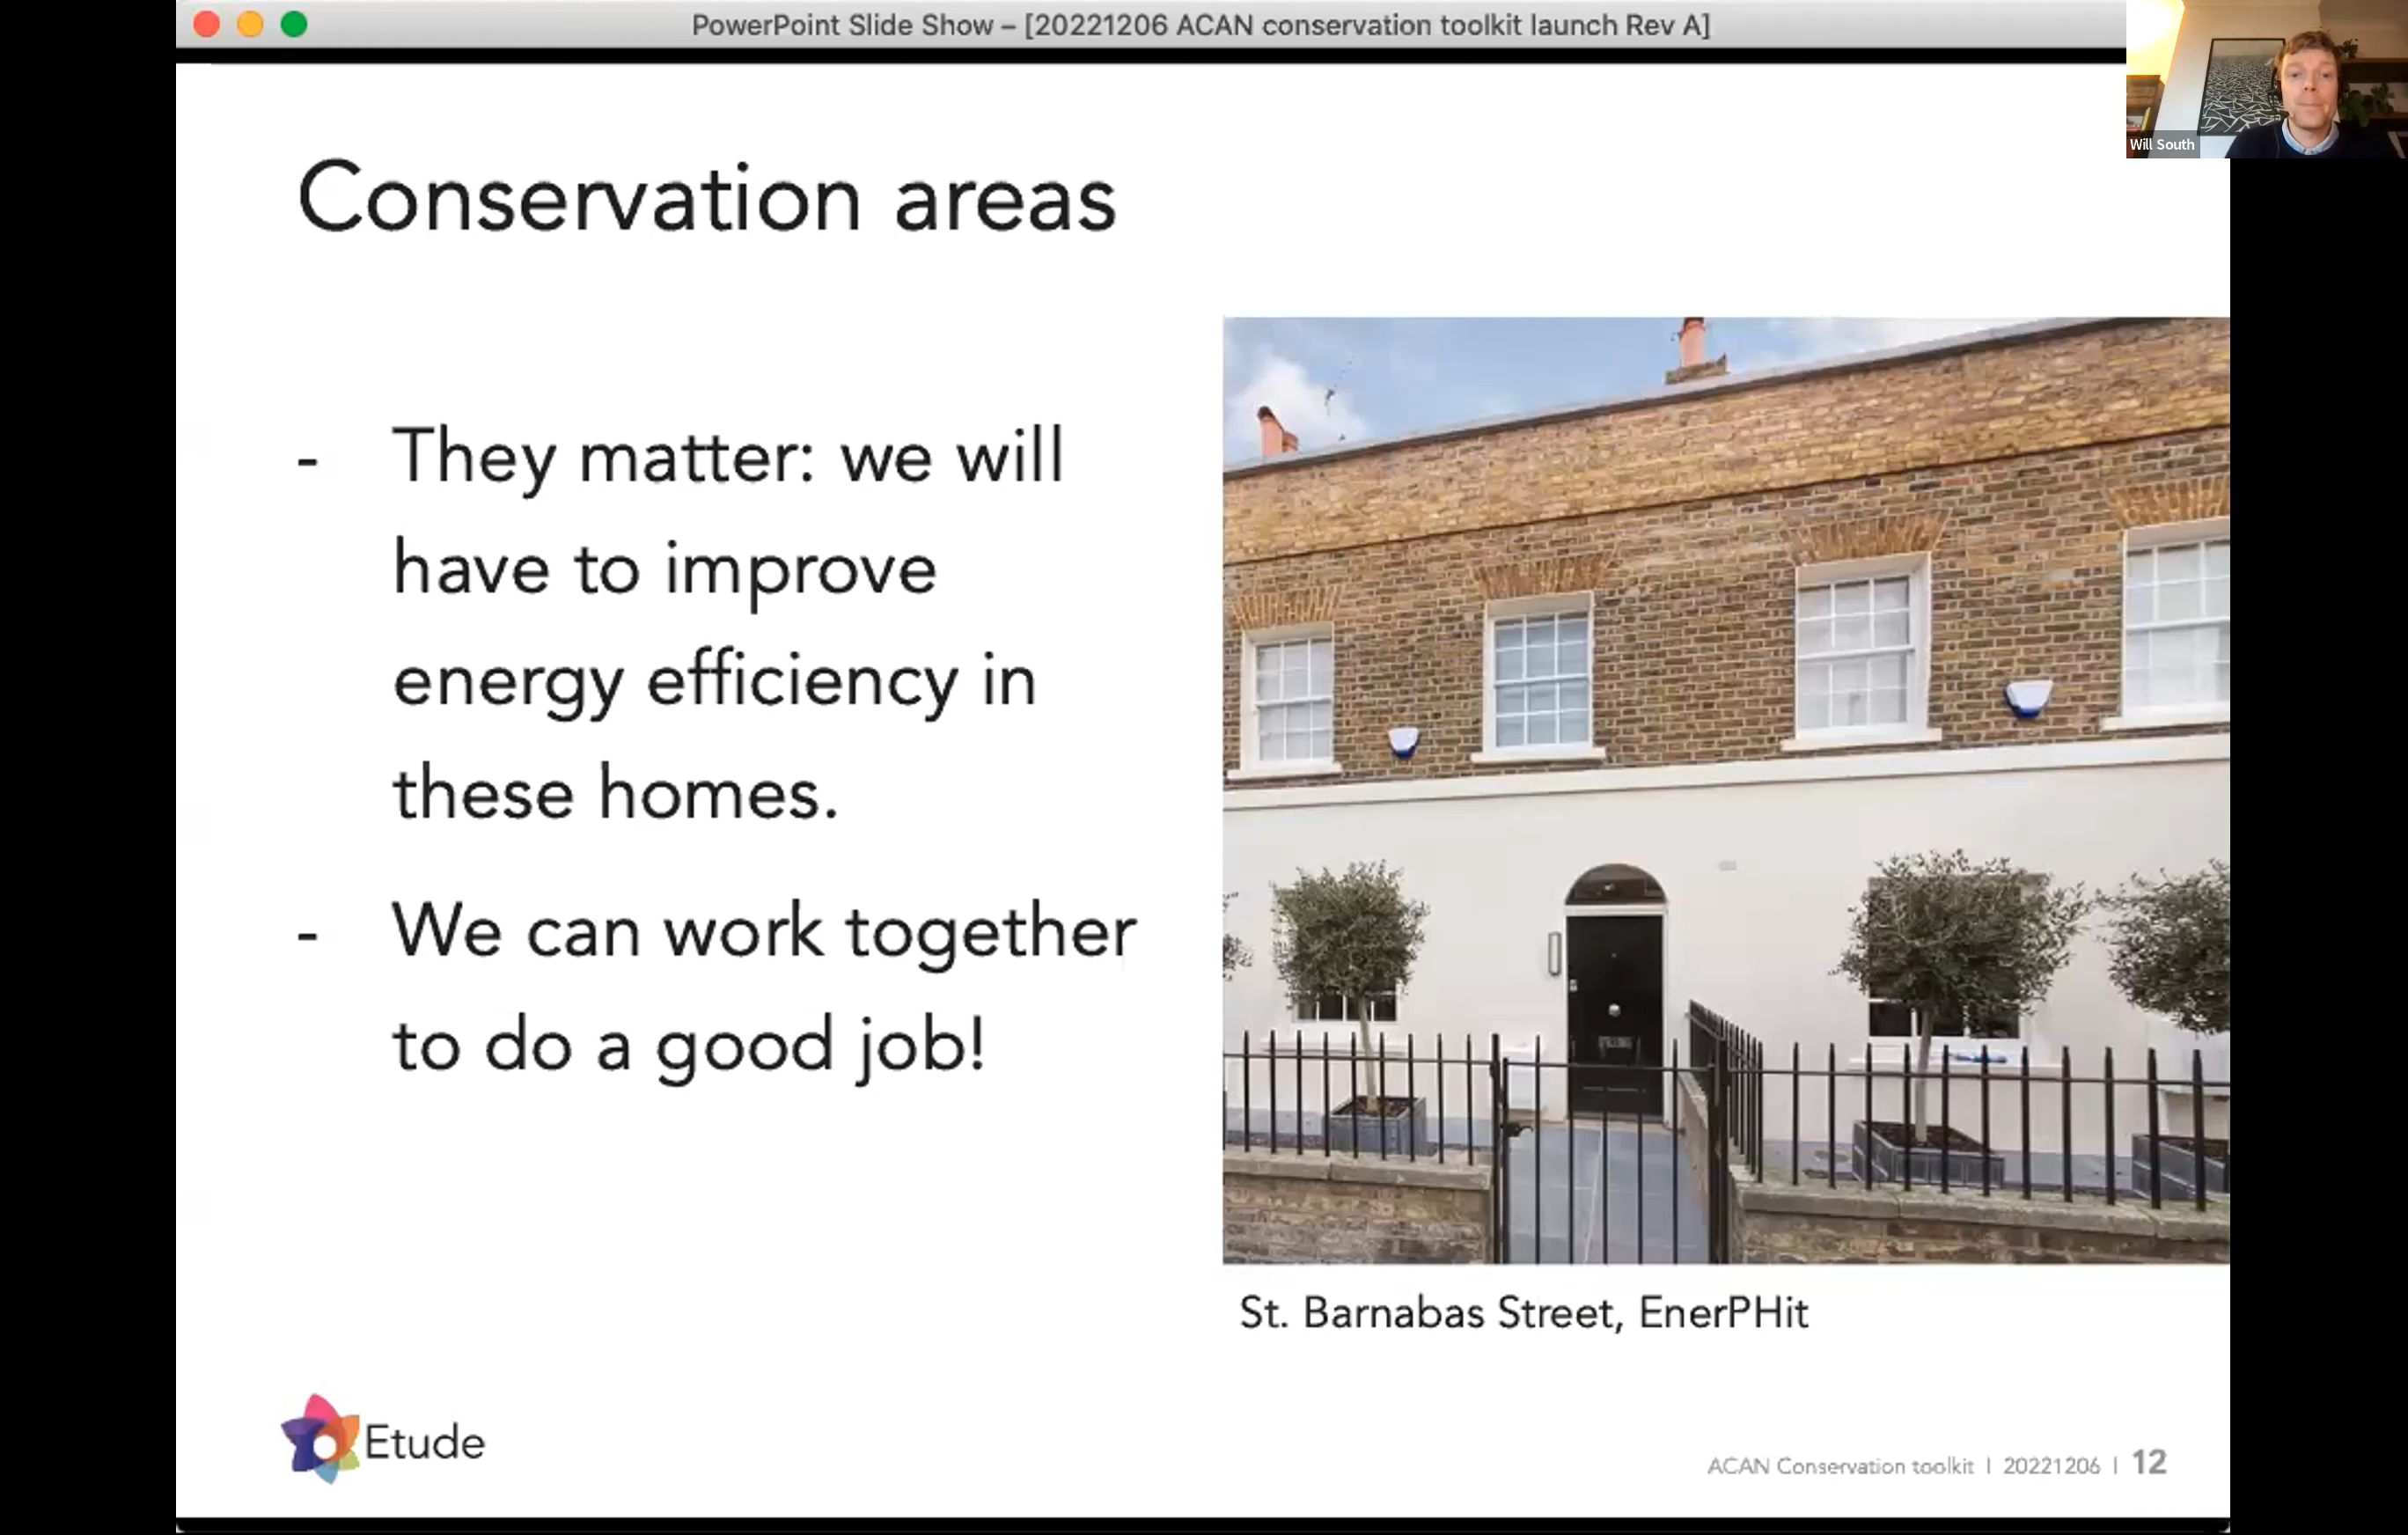 PowerPoint Slide Show – [20221206 ACAN conservation toolkit launch Rev A]
Will South
Conservation areas
- They matter: we will
have to improve
energy efficiency in
these homes.
- We can work together
to do a good job!
St. Barnabas Street, EnerPHit
Etude
ACAN Conservation toolkit | 20221206 | 12